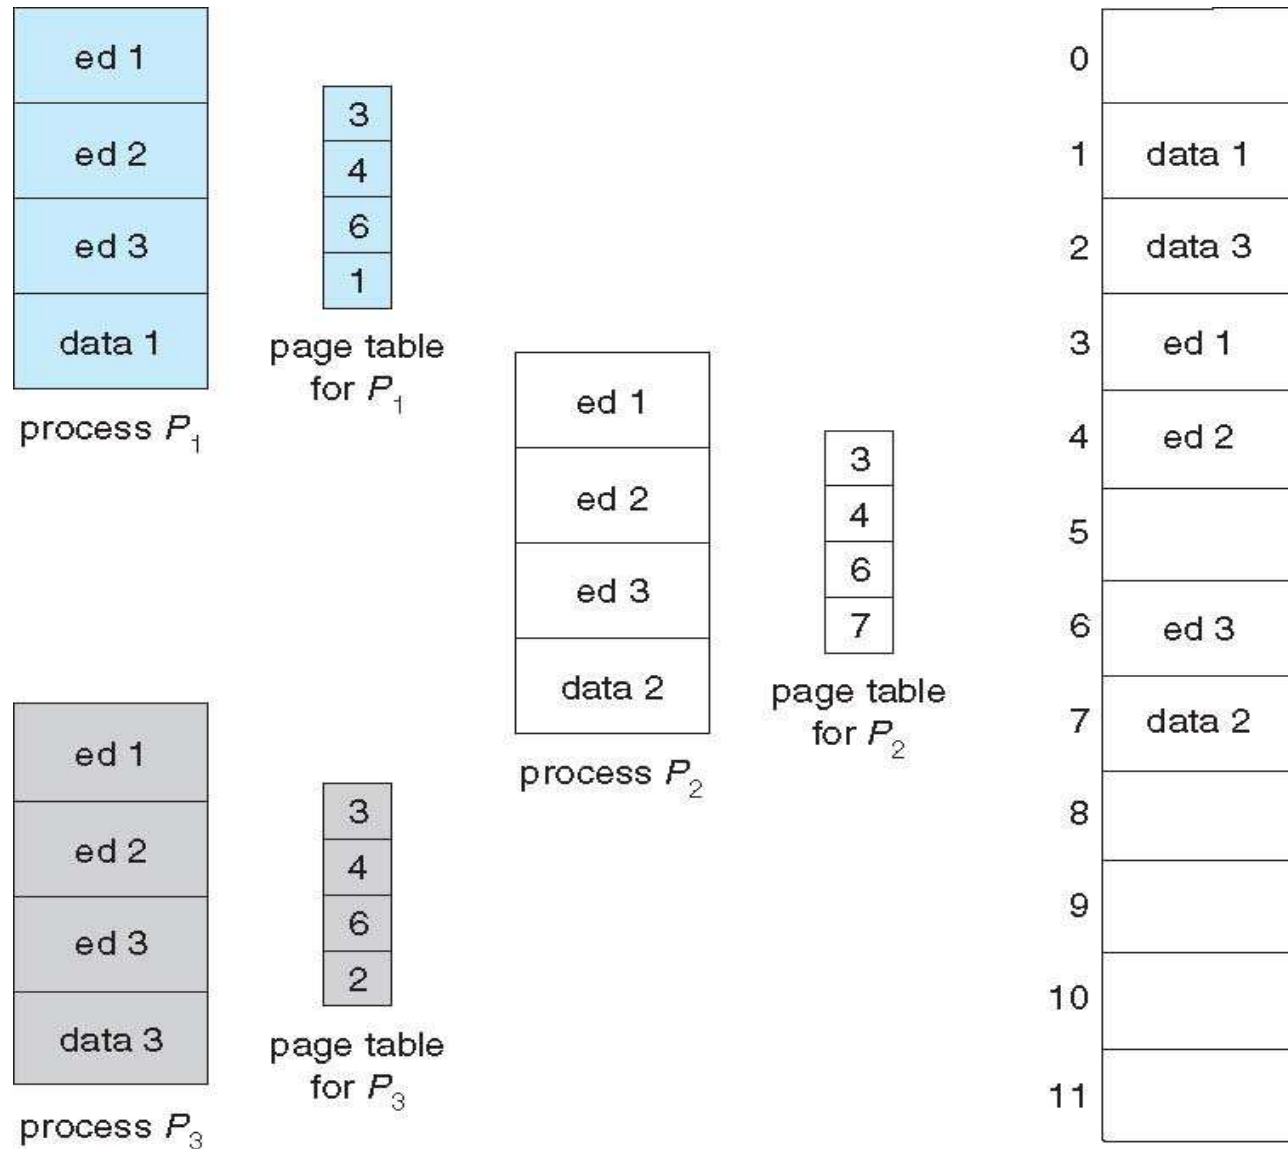 ed 1
ed 2
ed 3
data 1
process P1
3
4
6
1
page table
for P1
ed 1
ed 2
ed 3
data 2
process P2
3
4
6
7
page table
for P2
ed 1
ed 2
ed 3
data 3
process P3
3
4
6
2
page table
for P3
0
1 data 1
2 data 3
3 ed 1
4 ed 2
5
6 ed 3
7 data 2
8
9
10
11